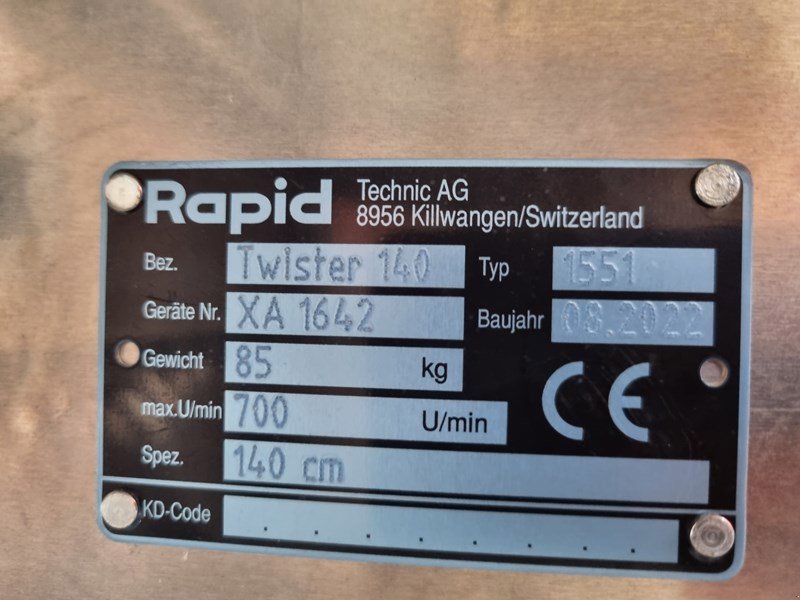 Rapid Technic AG
8956 Killwangen/Switzerland
Bez. Twister 140 Typ 1551
Geräte Nr. XA 1642 Baujahr 08.2022
Gewicht 85 kg
max.U/min 700 U/min
Spez. 140 cm
CE
KD-Code . . . . . . . .